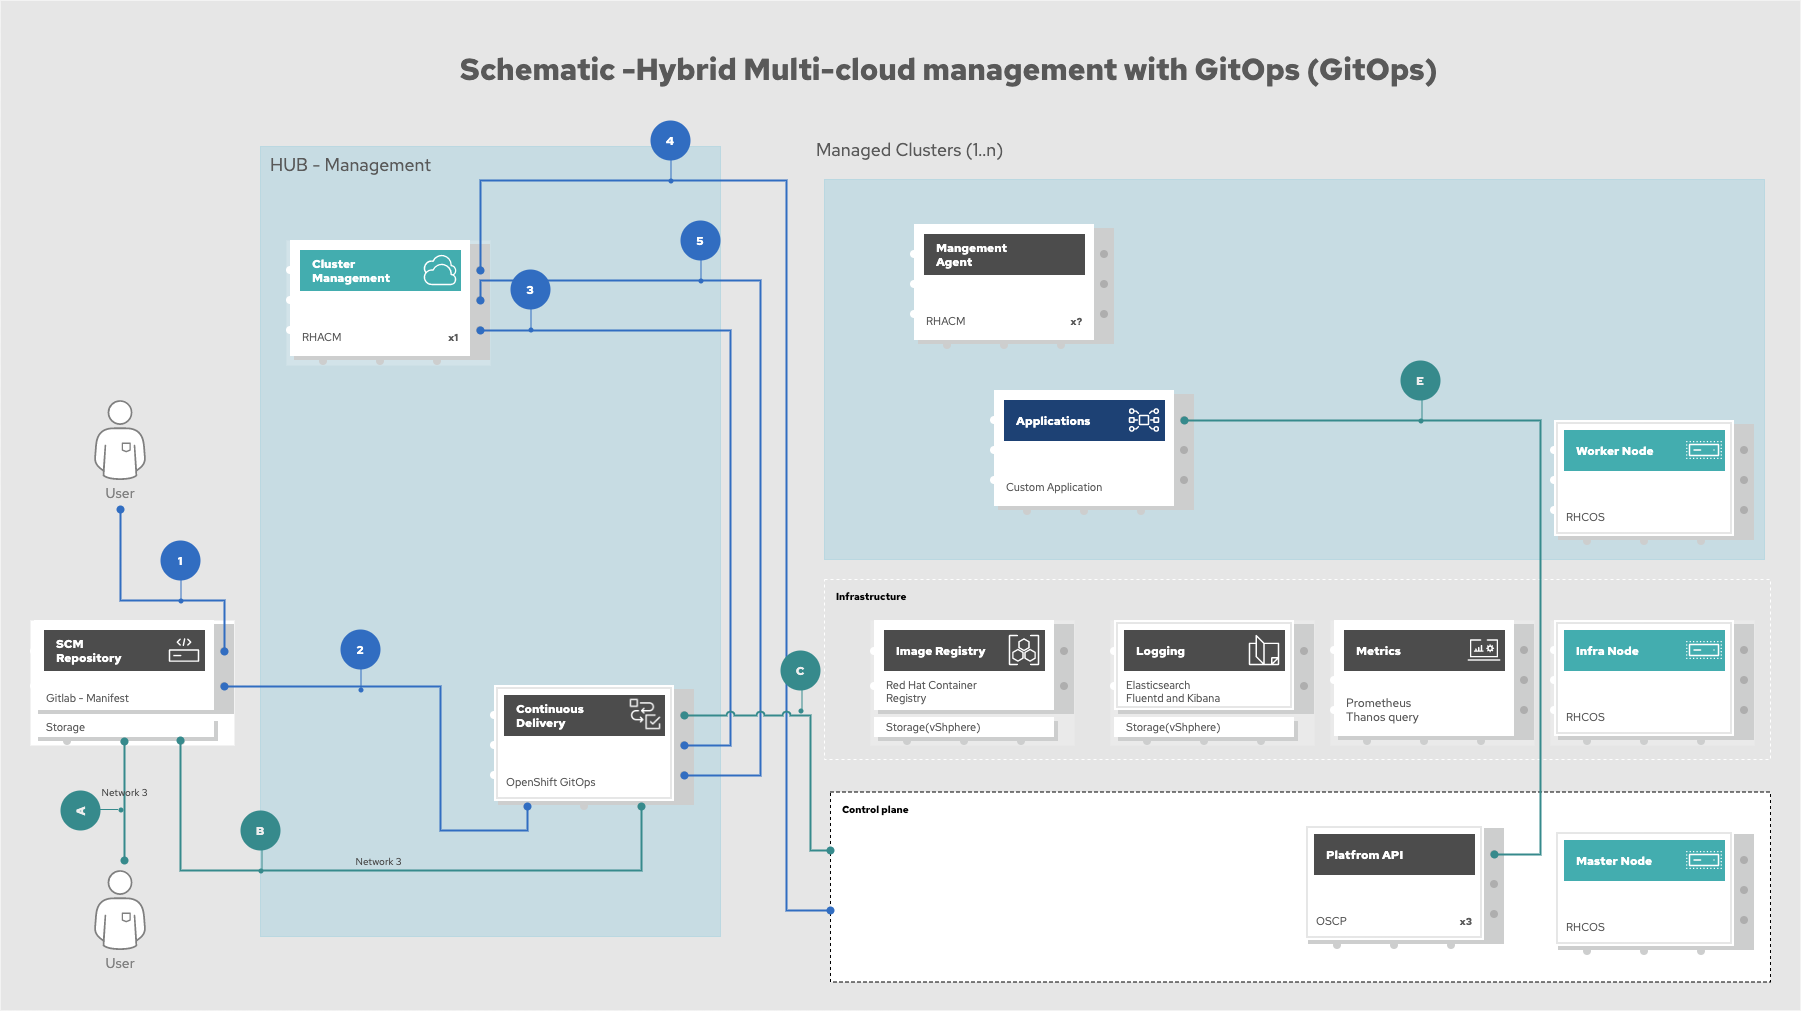 Schematic -Hybrid Multi-cloud management with GitOps (GitOps)
HUB - Management
4
Managed Clusters (1..n)
5
3
Cluster
Management
RHACM
x1
Mangement
Agent
RHACM
x?
E
Applications
Custom Application
Worker Node
RHCOS
User
1
SCM
Repository
Gitlab - Manifest
Storage
2
Continuous
Delivery
OpenShift GitOps
C
Infrastructure
Image Registry
Red Hat Container
Registry
Storage(vShphere)
Logging
Elasticsearch
Fluentd and Kibana
Storage(vShphere)
Metrics
Prometheus
Thanos query
Infra Node
RHCOS
Network 3
A
B
Network 3
User
Control plane
Platfrom API
OSCP
x3
Master Node
RHCOS